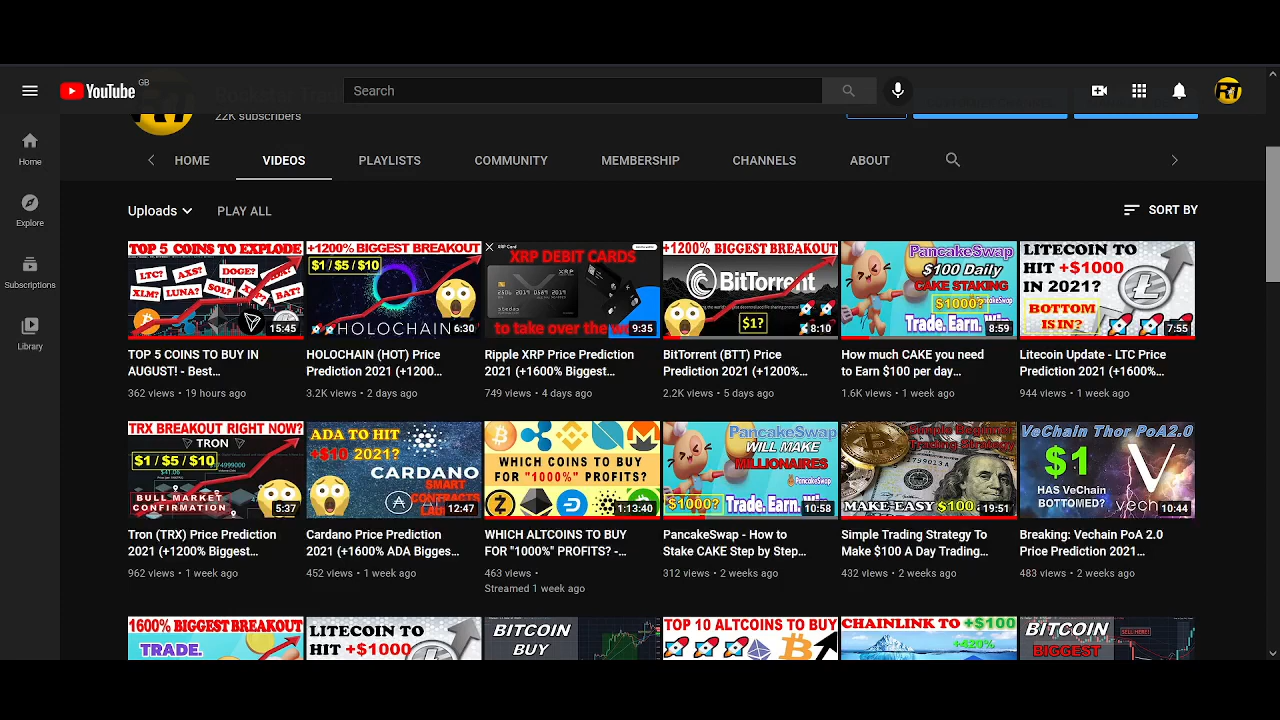 YouTube GB
Search
22K subscribers
HOME VIDEOS PLAYLISTS COMMUNITY MEMBERSHIP CHANNELS ABOUT
Home
Explore
Subscriptions
Library
Uploads PLAY ALL SORT BY
TOP 5 COINS TO EXPLODE
LTC? AXS? DOGE?
XLM? LUNA? SOL? BAT?
15:45
TOP 5 COINS TO BUY IN
AUGUST! - Best...
362 views • 19 hours ago
+1200% BIGGEST BREAKOUT
$1 / $5 / $10
HOLOCHAIN
6:30
HOLOCHAIN (HOT) Price
Prediction 2021 (+1200...
3.2K views • 2 days ago
XRP Card
XRP DEBIT CARDS
XRP
to take over the
9:35
Ripple XRP Price Prediction
2021 (+1600% Biggest...
749 views • 4 days ago
+1200% BIGGEST BREAKOUT
BitTorrent
$1?
8:10
BitTorrent (BTT) Price
Prediction 2021 (+1200%...
2.2K views • 5 days ago
PancakeSwap
$100 Daily
CAKE STAKING
$1000?
Trade. Earn.
8:59
How much CAKE you need
to Earn $100 per day...
1.6K views • 1 week ago
LITECOIN TO
HIT +$1000
IN 2021?
BOTTOM
IS IN?
7:55
Litecoin Update - LTC Price
Prediction 2021 (+1600%...
944 views • 1 week ago
TRX BREAKOUT RIGHT NOW?
TRON
$1 / $5 / $10
BULL MARKET
CONFIRMATION
5:37
Tron (TRX) Price Prediction
2021 (+1200% Biggest...
962 views • 1 week ago
ADA TO HIT
+$10 2021?
CARDANO
SMART
CONTRACTS
12:47
Cardano Price Prediction
2021 (+1600% ADA Bigges...
452 views • 1 week ago
WHICH COINS TO BUY
FOR "1000%" PROFITS?
1:13:40
WHICH ALTCOINS TO BUY
FOR "1000%" PROFITS? -...
463 views •
Streamed 1 week ago
PancakeSwap
WILL MAKE
MILLIONAIRES
PancakeSwap
$1000?
Trade. Earn.
10:58
PancakeSwap - How to
Stake CAKE Step by Step...
312 views • 2 weeks ago
Simple Beginner
Trading Strategy
MAKE EASY $100
19:51
Simple Trading Strategy To
Make $100 A Day Trading...
432 views • 2 weeks ago
VeChain Thor PoA2.0
$1
HAS VeChain
BOTTOMED?
vech
10:44
Breaking: Vechain PoA 2.0
Price Prediction 2021...
483 views • 2 weeks ago
1600% BIGGEST BREAKOUT
TRADE.
LITECOIN TO
HIT +$1000
BITCOIN
BUY
TOP 10 ALTCOINS TO BUY
CHAINLINK TO +$100
+420%
BITCOIN
BIGGEST
SELL HERE!